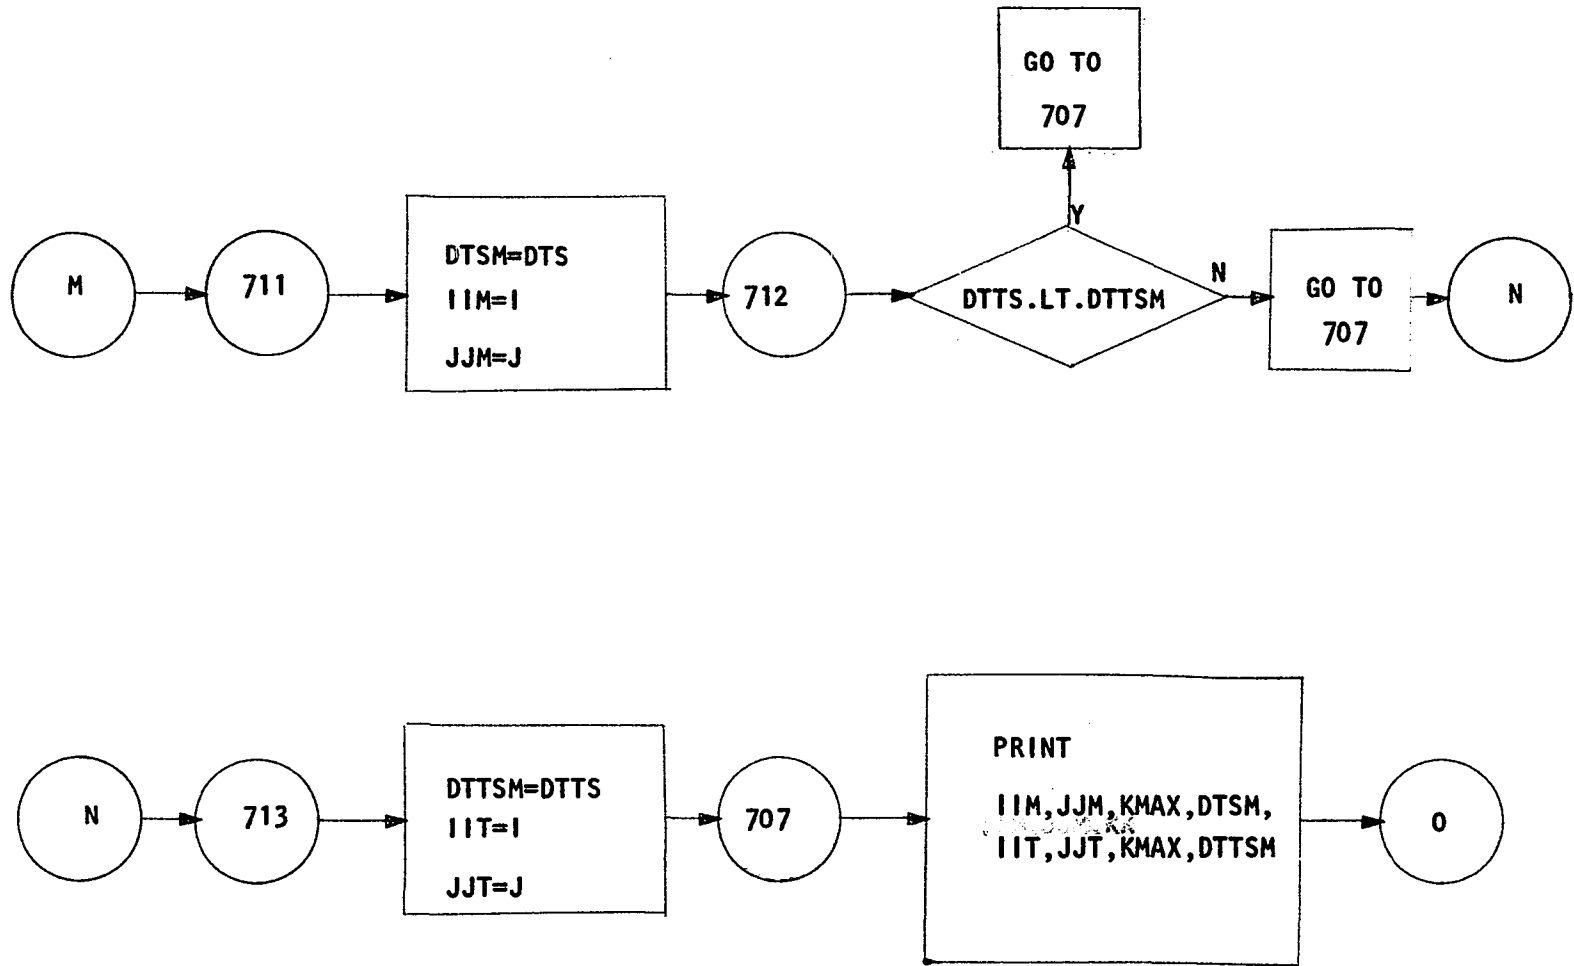 GO TO
707
Y
M
711
DTSM=DTS
IIM=I
JJM=J
712
DTTS.LT.DTTSM
N
GO TO
707
N
N
713
DTTSM=DTTS
IIT=I
JJT=J
707
PRINT
IIM,JJM,KMAX,DTSM,
IIT,JJT,KMAX,DTTSM
O